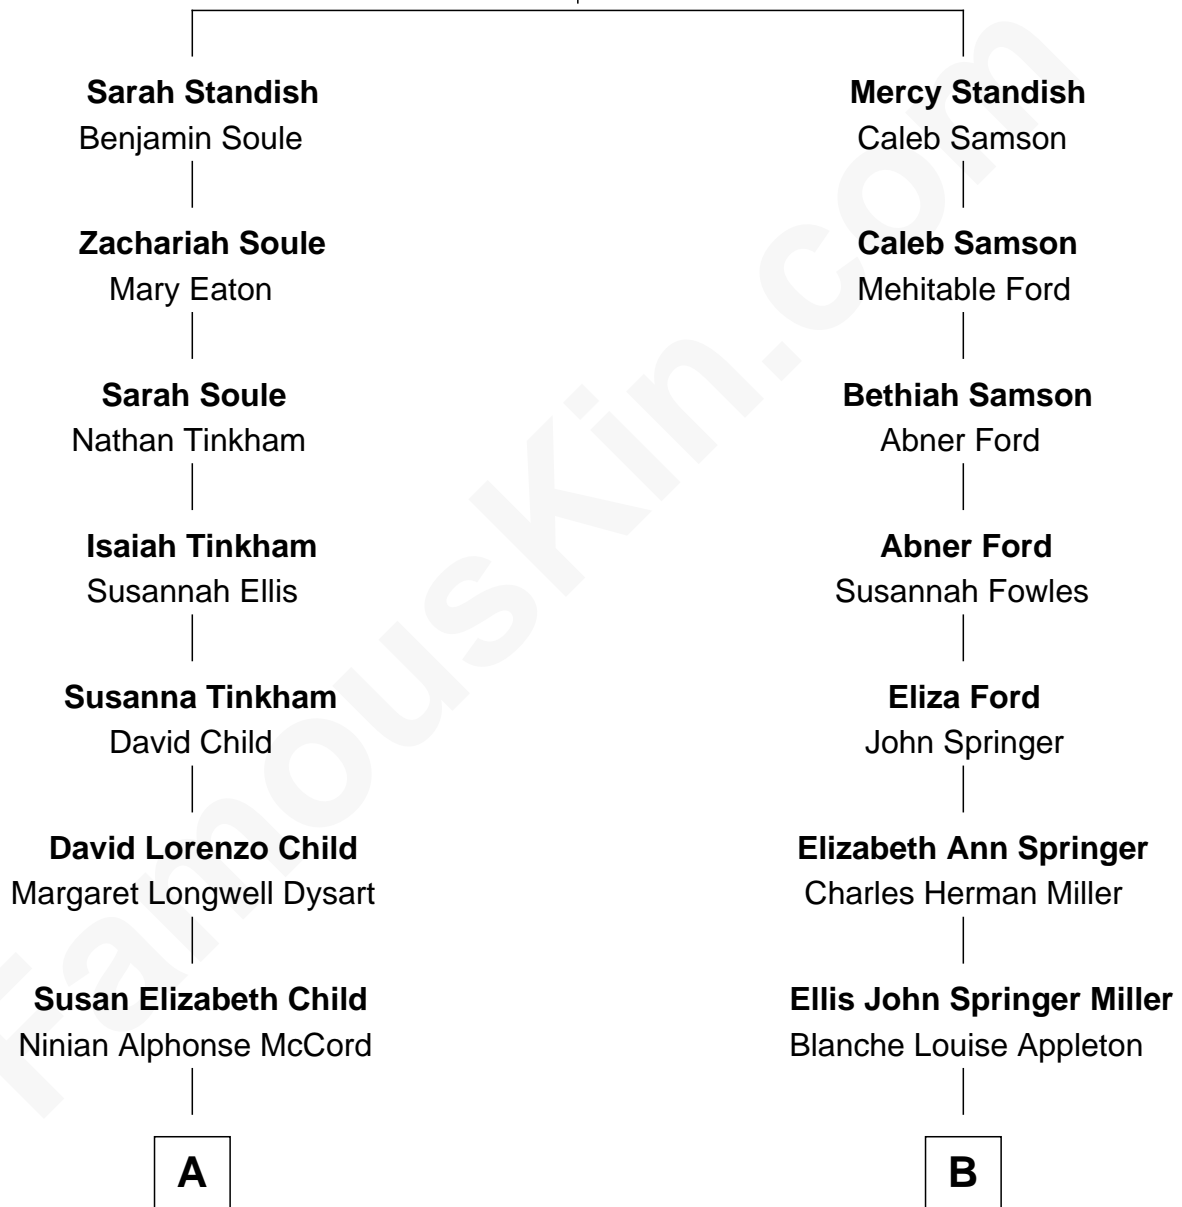 Sarah Standish
Benjamin Soule
Zachariah Soule
Mary Eaton
Sarah Soule
Nathan Tinkham
Isaiah Tinkham
Susannah Ellis
Susanna Tinkham
David Child
David Lorenzo Child
Margaret Longwell Dysart
Susan Elizabeth Child
Ninian Alphonse McCord
A
Mercy Standish
Caleb Samson
Caleb Samson
Mehitable Ford
Bethiah Samson
Abner Ford
Abner Ford
Susannah Fowles
Eliza Ford
John Springer
Elizabeth Ann Springer
Charles Herman Miller
Ellis John Springer Miller
Blanche Louise Appleton
B
FamousKin.com